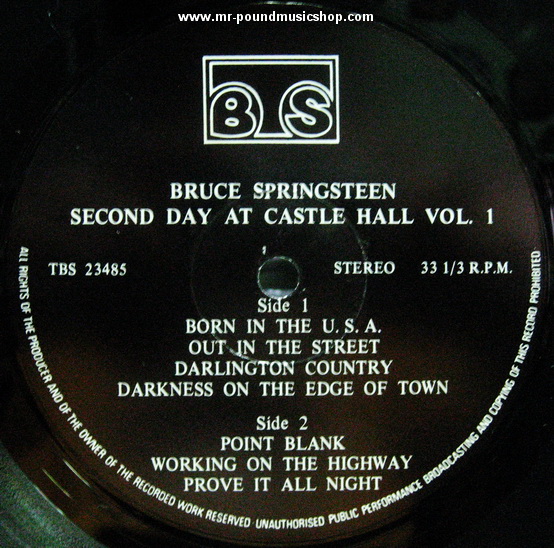 www.mr-poundmusicshop.com
BTS
BRUCE SPRINGSTEEN
SECOND DAY AT CASTLE HALL VOL. 1
1
TBS 23485 STEREO 33 1/3 R.P.M.
Side 1
BORN IN THE U.S.A.
OUT IN THE STREET
DARLINGTON COUNTRY
DARKNESS ON THE EDGE OF TOWN
Side 2
POINT BLANK
WORKING ON THE HIGHWAY
PROVE IT ALL NIGHT
ALL RIGHTS OF THE PRODUCER AND OF THE OWNER OF THE RECORDED WORK RESERVED · UNAUTHORISED PUBLIC PERFORMANCE BROADCASTING AND COPYING OF THIS RECORD PROHIBITED